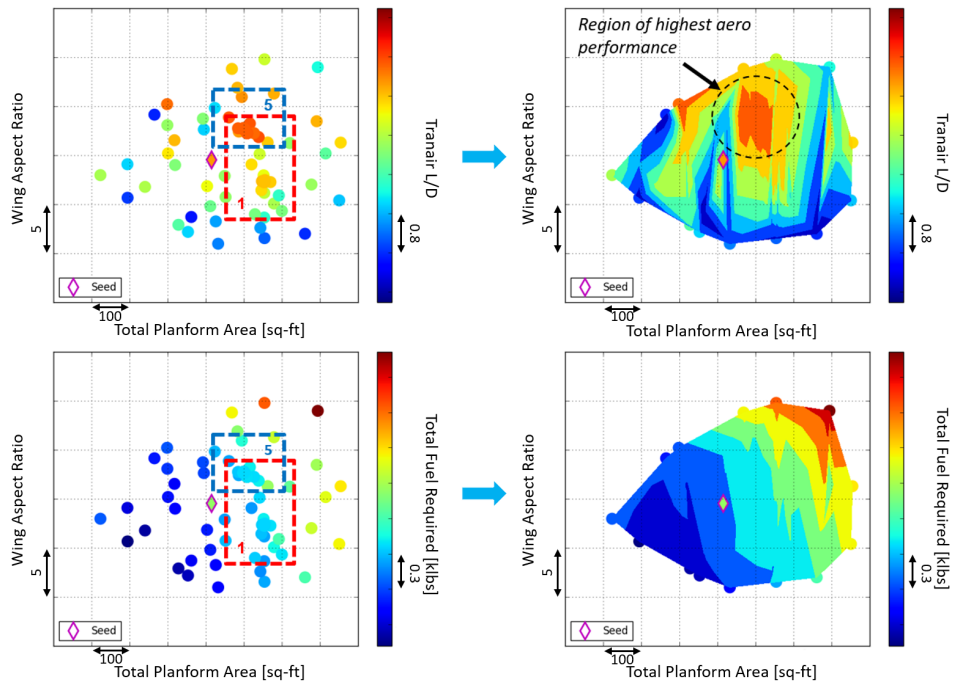 Region of highest aero
performance
Wing Aspect Ratio
5
5
1
Seed
100
Total Planform Area [sq-ft]
Tranair L/D
0.8
Wing Aspect Ratio
5
Seed
100
Total Planform Area [sq-ft]
Tranair L/D
0.8
Wing Aspect Ratio
5
5
1
Seed
100
Total Planform Area [sq-ft]
Total Fuel Required [klbs]
0.3
Wing Aspect Ratio
5
Seed
100
Total Planform Area [sq-ft]
Total Fuel Required [klbs]
0.3